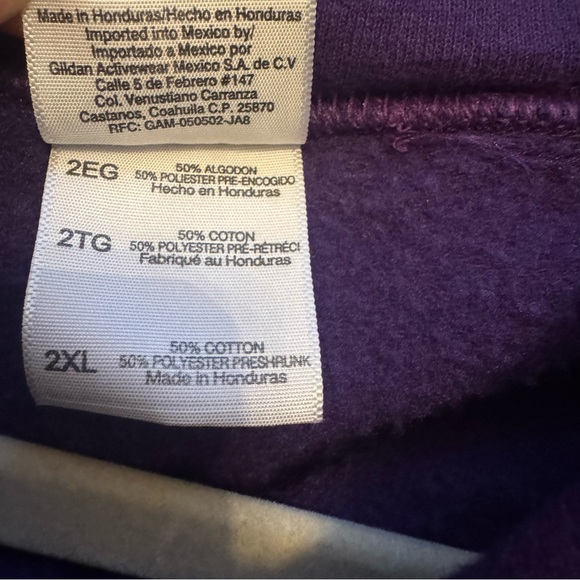 Made in Honduras/Hecho en Honduras
Imported into Mexico by/
Importado a Mexico por
Gildan Activewear Mexico S.A. de C.V
Calle 5 de Febrero #147
Col. Venustiano Carranza
Castanos, Coahuila C.P. 25870
RFC: GAM-050502-JA8
2EG
50% ALGODON
50% POLIESTER PRE-ENCOGIDO
Hecho en Honduras
2TG
50% COTON
50% POLYESTER PRÉ-RÉTRÉCI
Fabriqué au Honduras
2XL
50% COTTON
50% POLYESTER PRESHRUNK
Made in Honduras